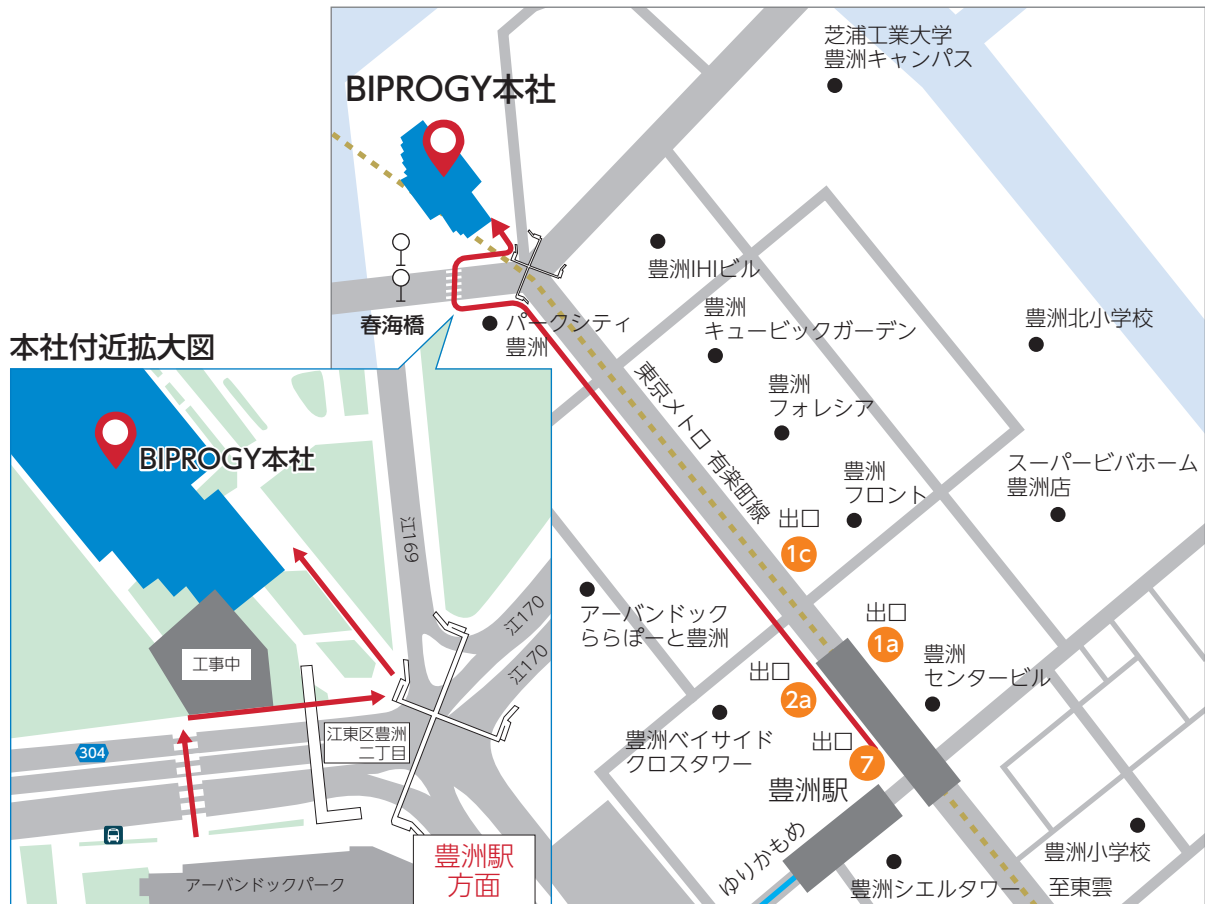 芝浦工業大学
豊洲キャンパス
BIPROGY本社
豊洲IHIビル
豊洲
キュービックガーデン
春海橋
パークシティ
豊洲
豊洲北小学校
東京メトロ 有楽町線
豊洲
フォレシア
スーパービバホーム
豊洲店
豊洲
フロント
出口
1c
アーバンドック
ららぽーと豊洲
出口
1a
豊洲
センタービル
出口
2a
豊洲ベイサイド
クロスタワー
出口
7
豊洲駅
ゆりかもめ
豊洲シエルタワー
豊洲小学校
至東雲
本社付近拡大図
BIPROGY本社
江169
江170
江170
工事中
江東区豊洲
二丁目
304
豊洲駅
方面
アーバンドックパーク